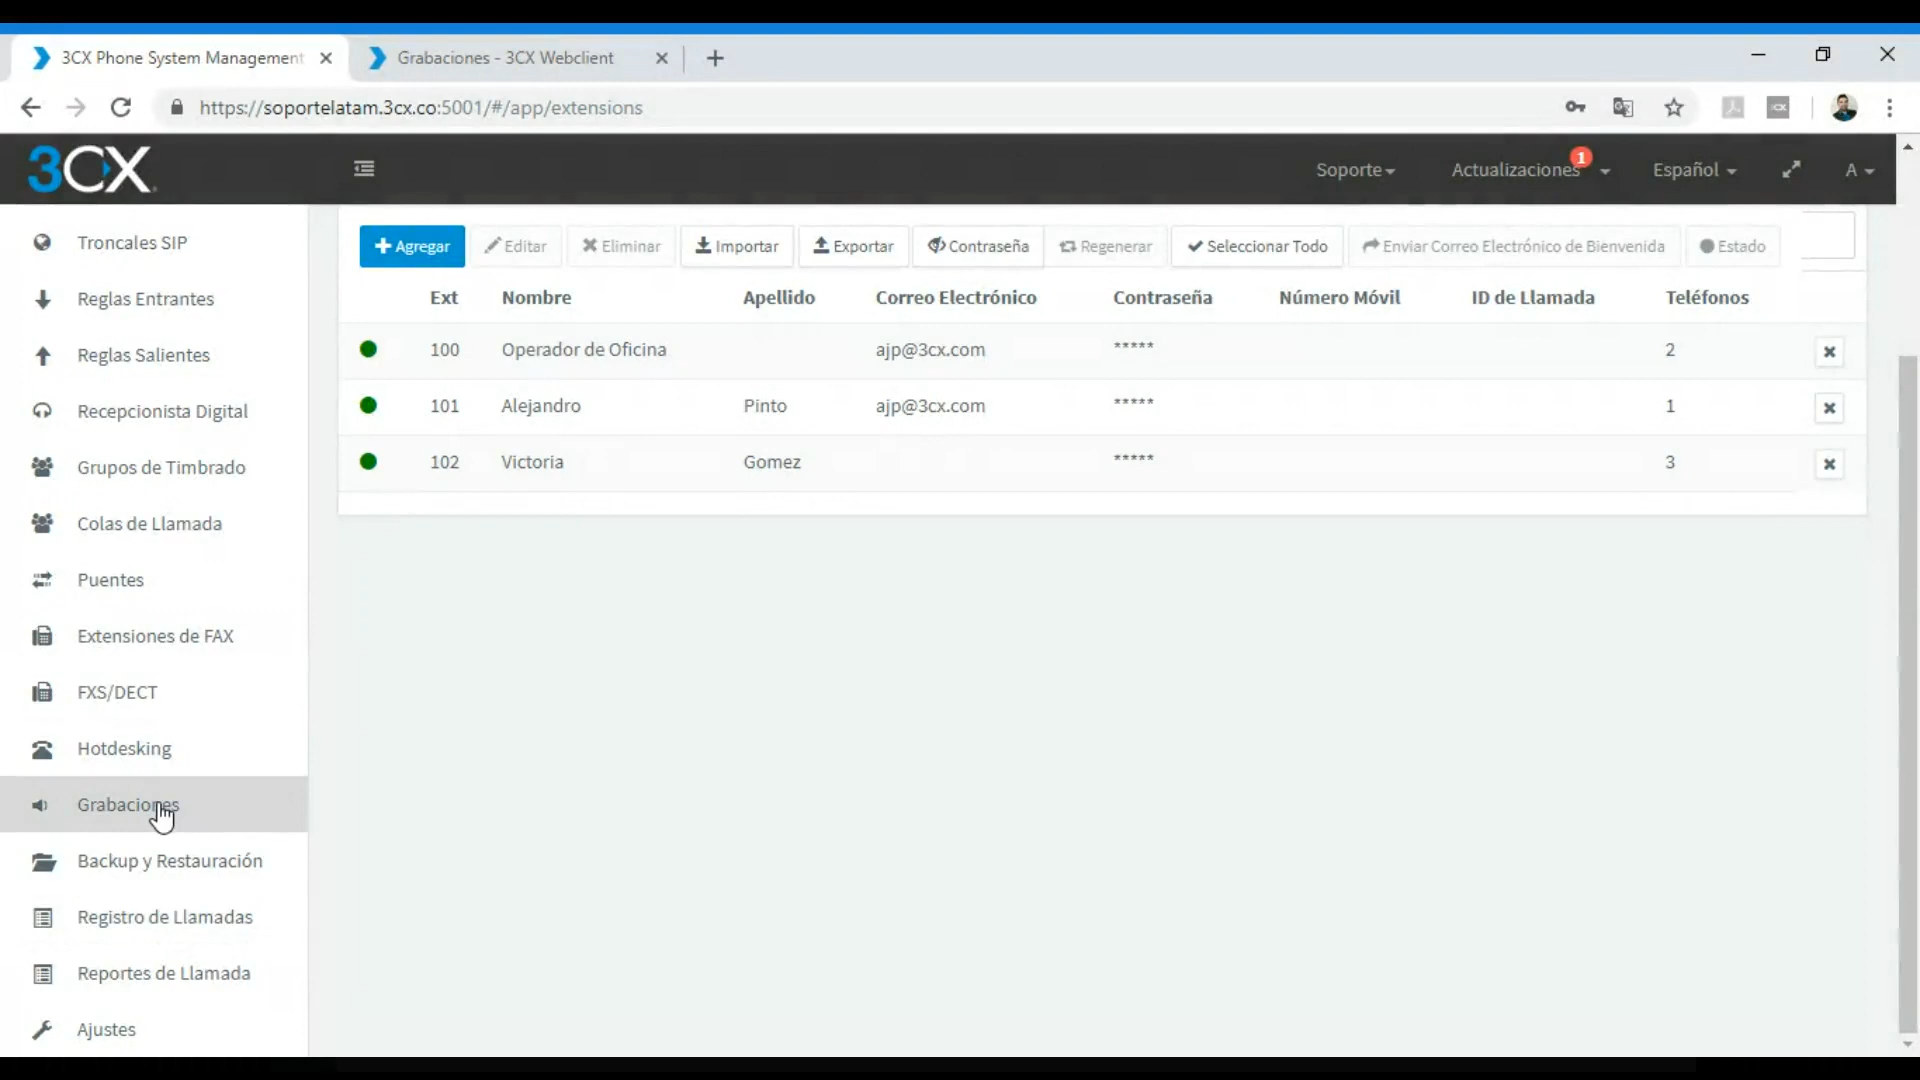 3CX Phone System Management
Grabaciones - 3CX Webclient
https://soportelatam.3cx.co:5001/#/app/extensions
3CX
Soporte
Actualizaciones
1
Español
A
Troncales SIP
Reglas Entrantes
Reglas Salientes
Recepcionista Digital
Grupos de Timbrado
Colas de Llamada
Puentes
Extensiones de FAX
FXS/DECT
Hotdesking
Grabaciones
Backup y Restauración
Registro de Llamadas
Reportes de Llamada
Ajustes
Agregar Editar Eliminar Importar Exportar Contraseña Regenerar Seleccionar Todo Enviar Correo Electrónico de Bienvenida Estado
Ext Nombre Apellido Correo Electrónico Contraseña Número Móvil ID de Llamada Teléfonos
100 Operador de Oficina ajp@3cx.com ***** 2
101 Alejandro Pinto ajp@3cx.com ***** 1
102 Victoria Gomez ***** 3